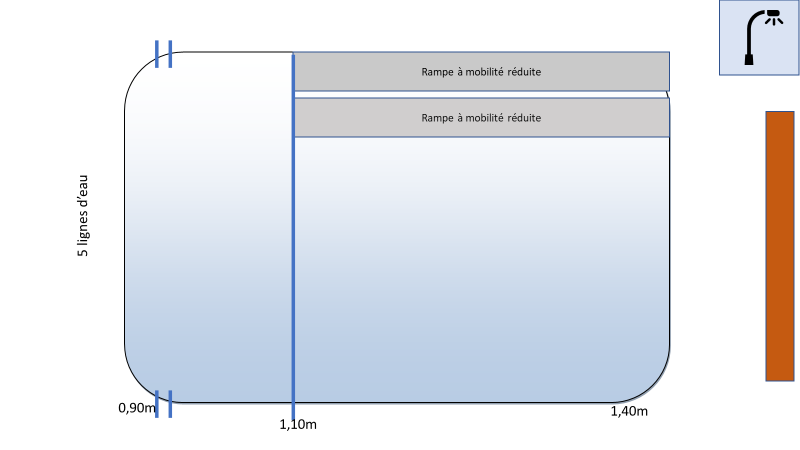 Rampe à mobilité réduite
Rampe à mobilité réduite
5 lignes d'eau
0,90m
1,10m
1,40m